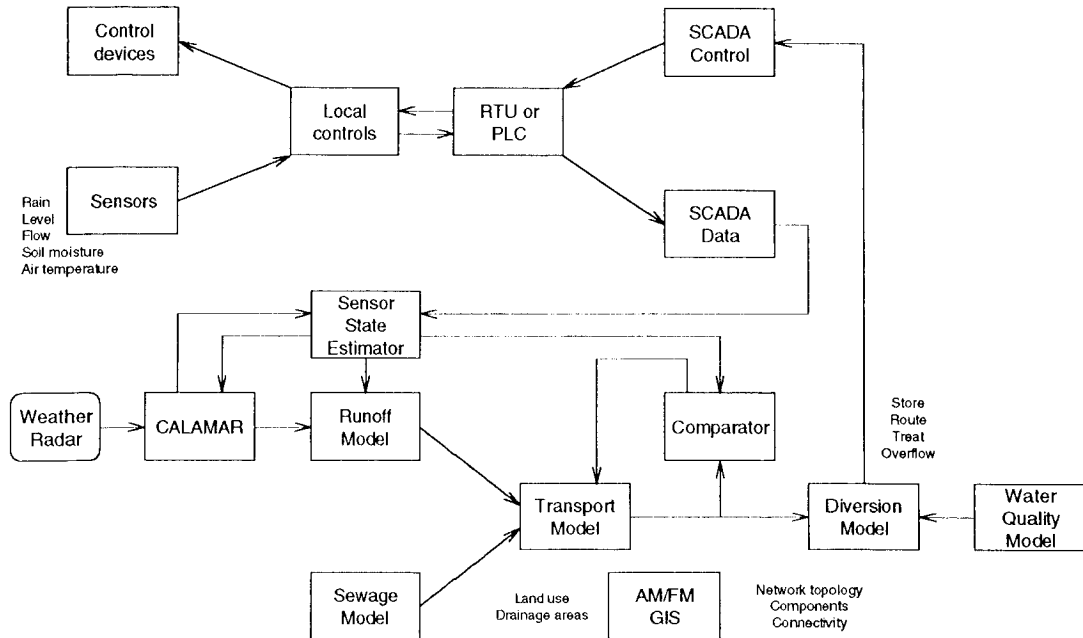 Control
devices
SCADA
Control
Local
controls
RTU or
PLC
Sensors
Rain
Level
Flow
Soil moisture
Air temperature
SCADA
Data
Sensor
State
Estimator
Weather
Radar
CALAMAR
Runoff
Model
Comparator
Store
Route
Treat
Overflow
Transport
Model
Diversion
Model
Water
Quality
Model
Sewage
Model
Land use
Drainage areas
AM/FM
GIS
Network topology
Components
Connectivity